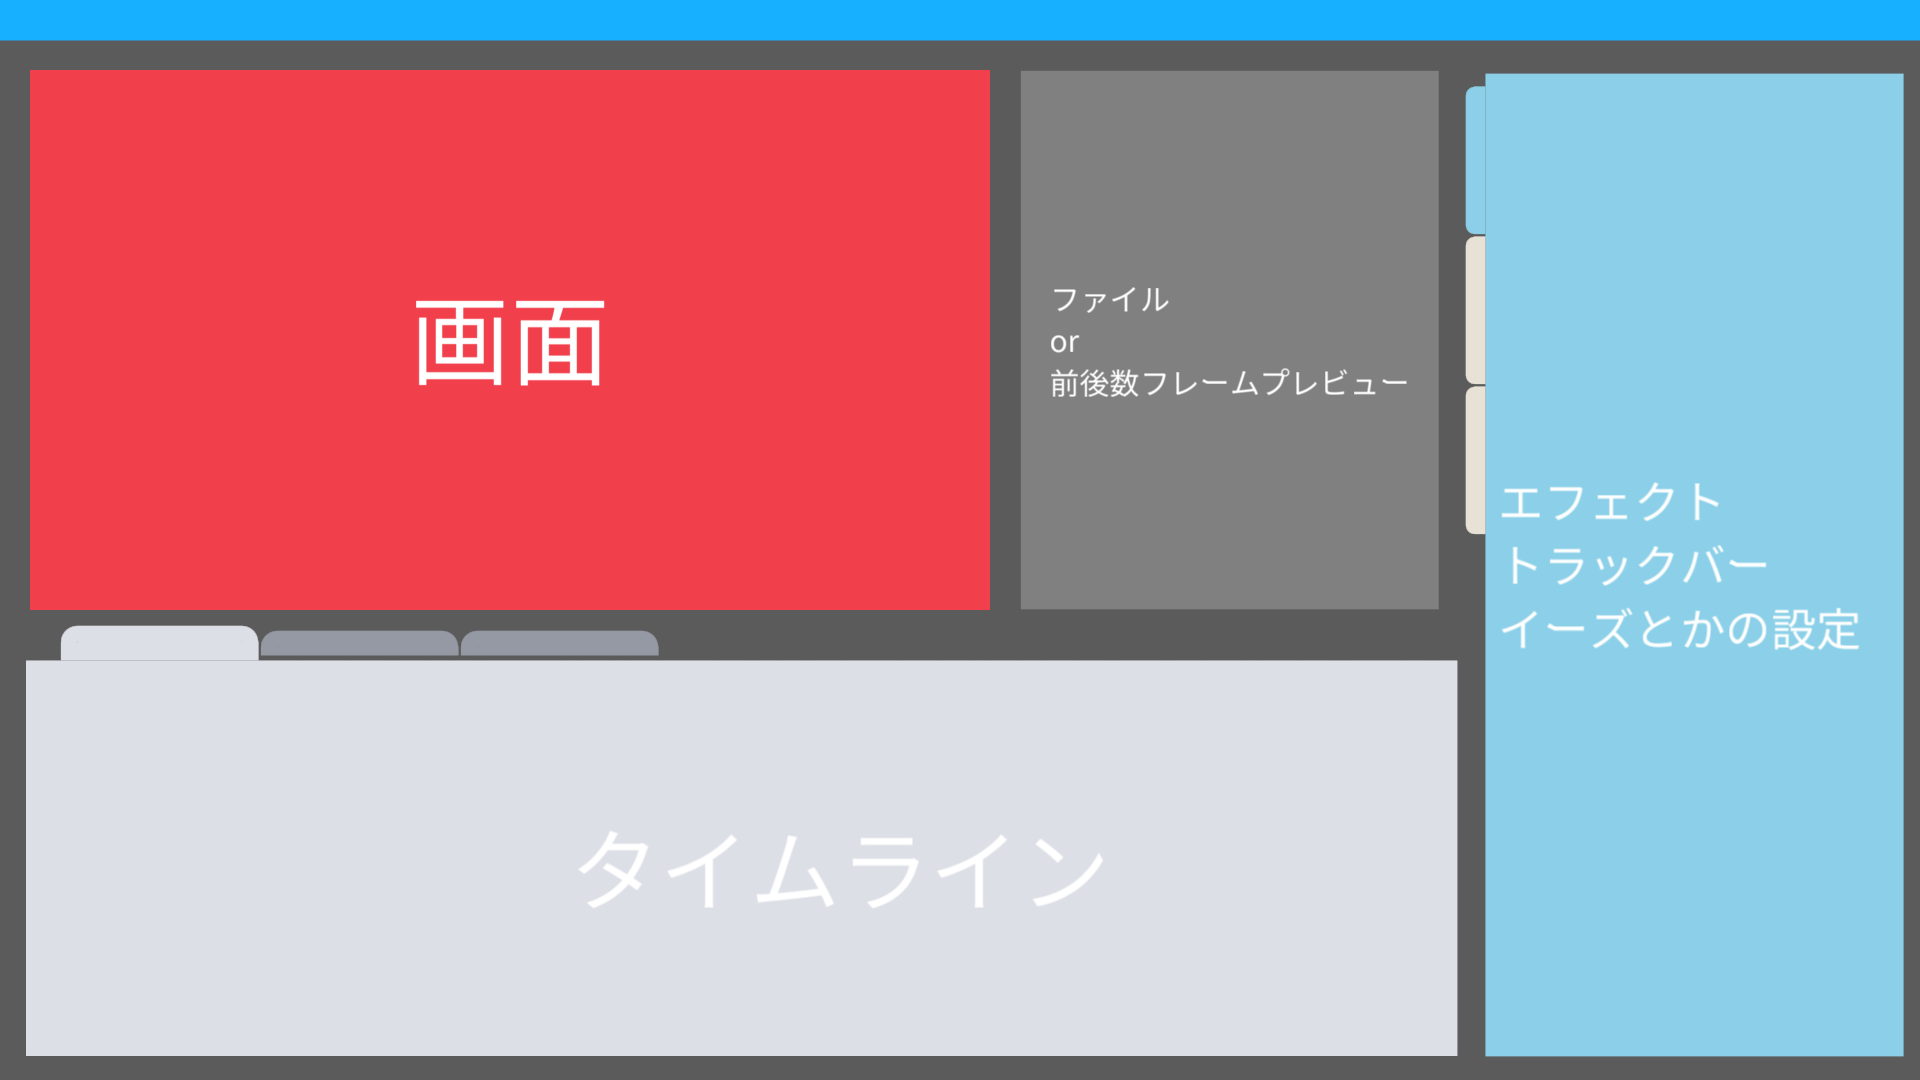 画面
ファイル
or
前後数フレームプレビュー
エフェクト
トラックバー
イーズとかの設定
タイムライン